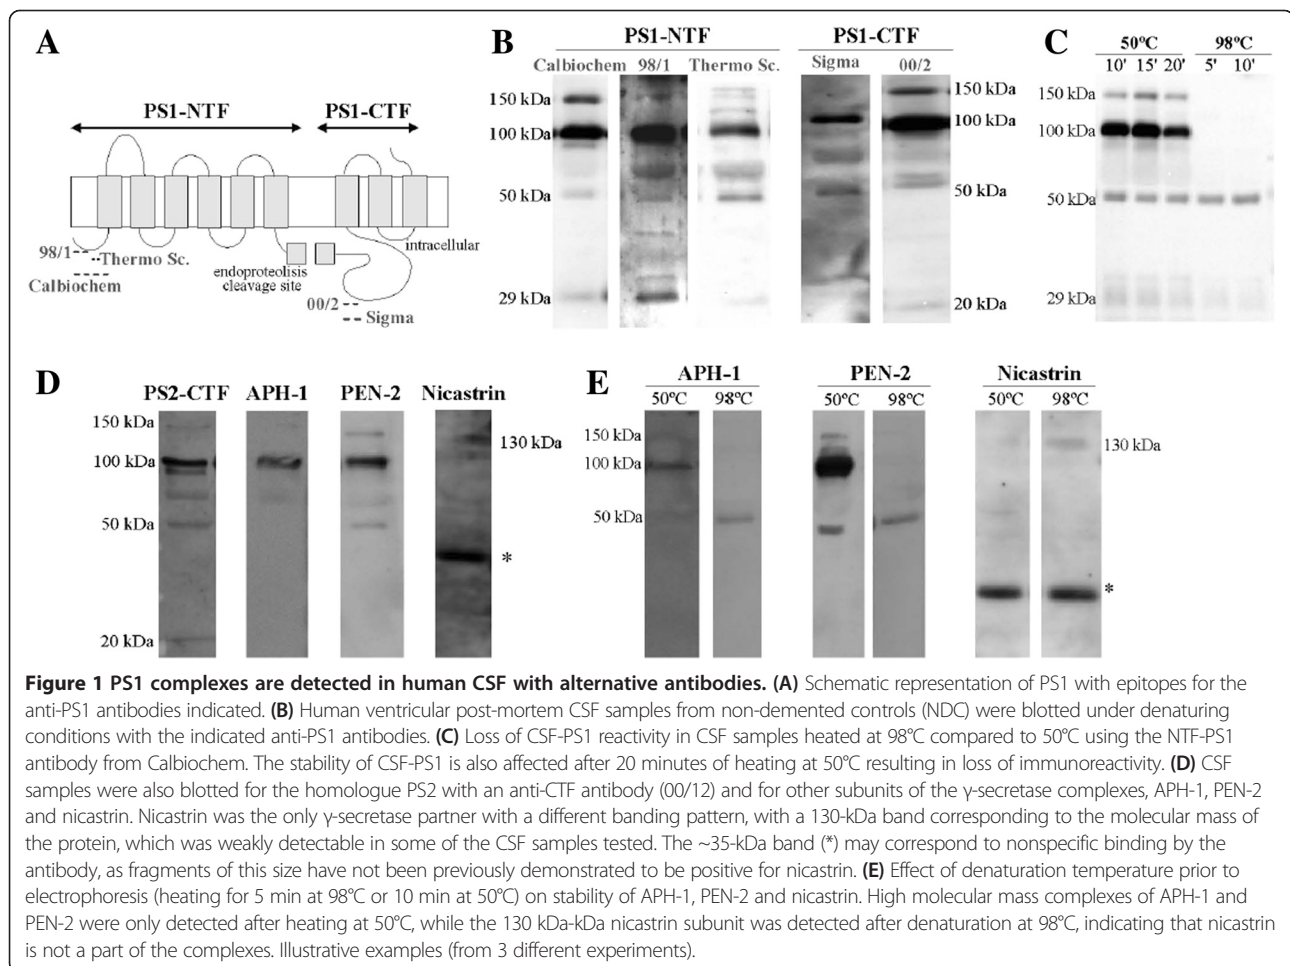 A
PS1-NTF
PS1-CTF
98/1
Thermo Sc.
Calbiochem
endoproteolisis
cleavage site
intracellular
00/2
Sigma
B
PS1-NTF
PS1-CTF
Calbiochem 98/1 Thermo Sc.
Sigma 00/2
150 kDa
100 kDa
50 kDa
29 kDa
150 kDa
100 kDa
50 kDa
20 kDa
C
50ºC 98ºC
10' 15' 20' 5' 10'
150 kDa
100 kDa
50 kDa
29 kDa
D
PS2-CTF APH-1 PEN-2 Nicastrin
150 kDa
100 kDa
50 kDa
20 kDa
130 kDa
*
E
APH-1 PEN-2 Nicastrin
50ºC 98ºC 50ºC 98ºC 50ºC 98ºC
150 kDa
100 kDa
50 kDa
130 kDa
*
Figure 1 PS1 complexes are detected in human CSF with alternative antibodies. (A) Schematic representation of PS1 with epitopes for the
anti-PS1 antibodies indicated. (B) Human ventricular post-mortem CSF samples from non-demented controls (NDC) were blotted under denaturing
conditions with the indicated anti-PS1 antibodies. (C) Loss of CSF-PS1 reactivity in CSF samples heated at 98°C compared to 50°C using the NTF-PS1
antibody from Calbiochem. The stability of CSF-PS1 is also affected after 20 minutes of heating at 50°C resulting in loss of immunoreactivity. (D) CSF
samples were also blotted for the homologue PS2 with an anti-CTF antibody (00/12) and for other subunits of the γ-secretase complexes, APH-1, PEN-2
and nicastrin. Nicastrin was the only γ-secretase partner with a different banding pattern, with a 130-kDa band corresponding to the molecular mass of
the protein, which was weakly detectable in some of the CSF samples tested. The ~35-kDa band (*) may correspond to nonspecific binding by the
antibody, as fragments of this size have not been previously demonstrated to be positive for nicastrin. (E) Effect of denaturation temperature prior to
electrophoresis (heating for 5 min at 98°C or 10 min at 50°C) on stability of APH-1, PEN-2 and nicastrin. High molecular mass complexes of APH-1 and
PEN-2 were only detected after heating at 50°C, while the 130 kDa-kDa nicastrin subunit was detected after denaturation at 98°C, indicating that nicastrin
is not a part of the complexes. Illustrative examples (from 3 different experiments).